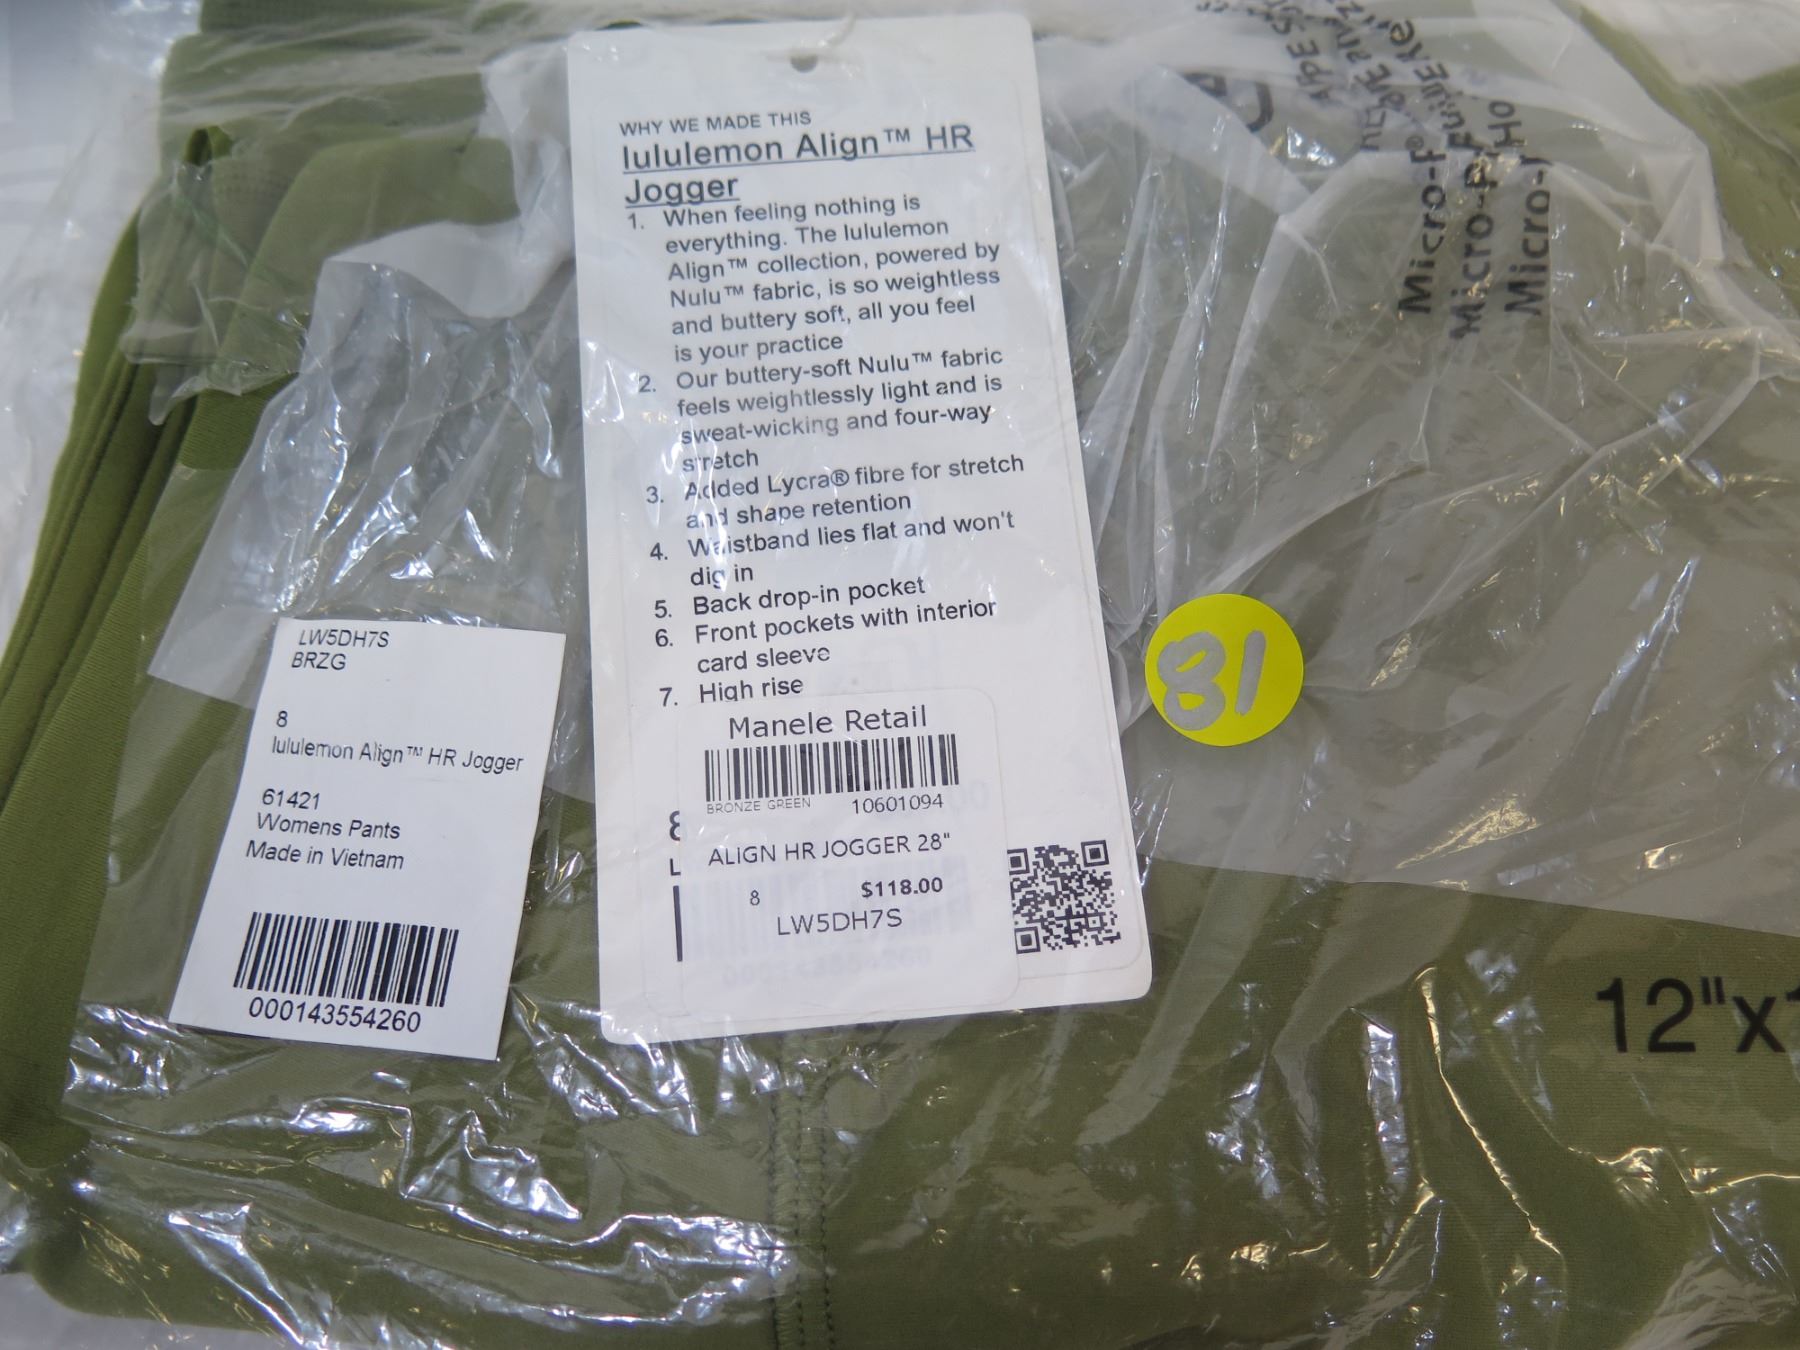 WHY WE MADE THIS
lululemon Align™ HR
Jogger
1. When feeling nothing is
everything. The lululemon
Align™ collection, powered by
Nulu™ fabric, is so weightless
and buttery soft, all you feel
is your practice
2. Our buttery-soft Nulu™ fabric
feels weightlessly light and is
sweat-wicking and four-way
stretch
3. Added Lycra® fibre for stretch
and shape retention
4. Waistband lies flat and won't
dig in
5. Back drop-in pocket
6. Front pockets with interior
card sleeve
7. High rise
Manele Retail
BRONZE GREEN 10601094
ALIGN HR JOGGER 28"
8 $118.00
LW5DH7S
LW5DH7S
BRZG
8
lululemon Align™ HR Jogger
61421
Womens Pants
Made in Vietnam
000143554260
81
12"x